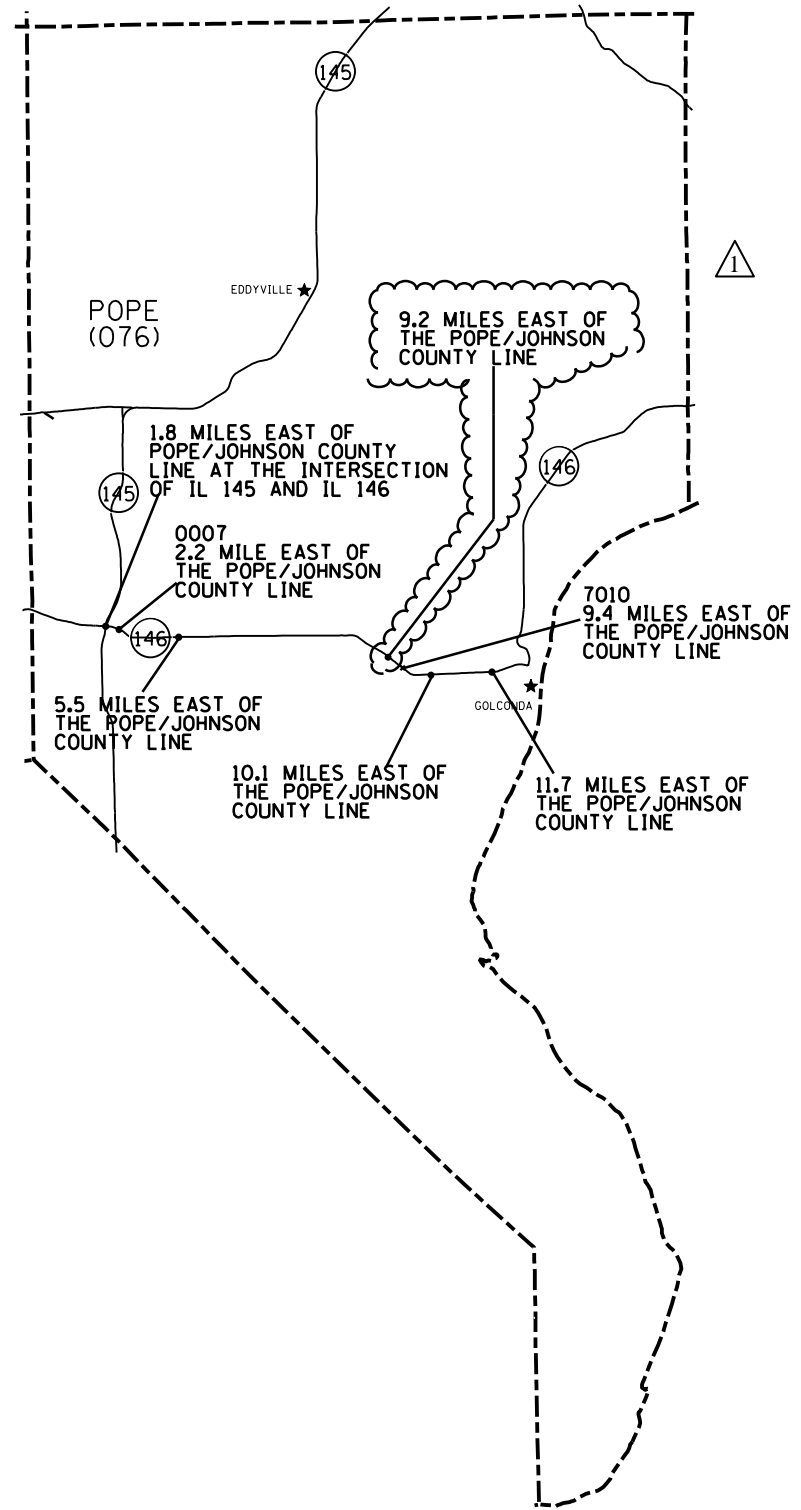 145
1
EDDYVILLE
POPE
(076)
9.2 MILES EAST OF
THE POPE/JOHNSON
COUNTY LINE
1.8 MILES EAST OF
POPE/JOHNSON COUNTY
LINE AT THE INTERSECTION
OF IL 145 AND IL 146
145
146
0007
2.2 MILE EAST OF
THE POPE/JOHNSON
COUNTY LINE
7010
9.4 MILES EAST OF
THE POPE/JOHNSON
COUNTY LINE
146
5.5 MILES EAST OF
THE POPE/JOHNSON
COUNTY LINE
GOLCONDA
10.1 MILES EAST OF
THE POPE/JOHNSON
COUNTY LINE
11.7 MILES EAST OF
THE POPE/JOHNSON
COUNTY LINE